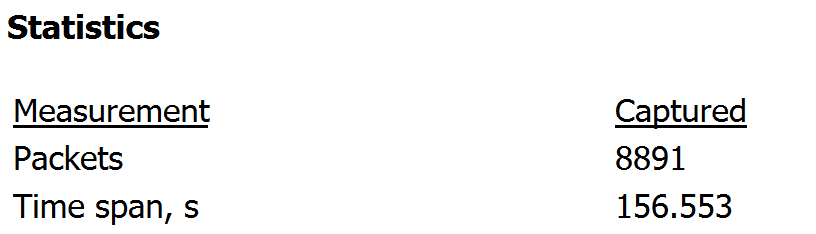 Statistics
Measurement Captured
Packets 8891
Time span, s 156.553